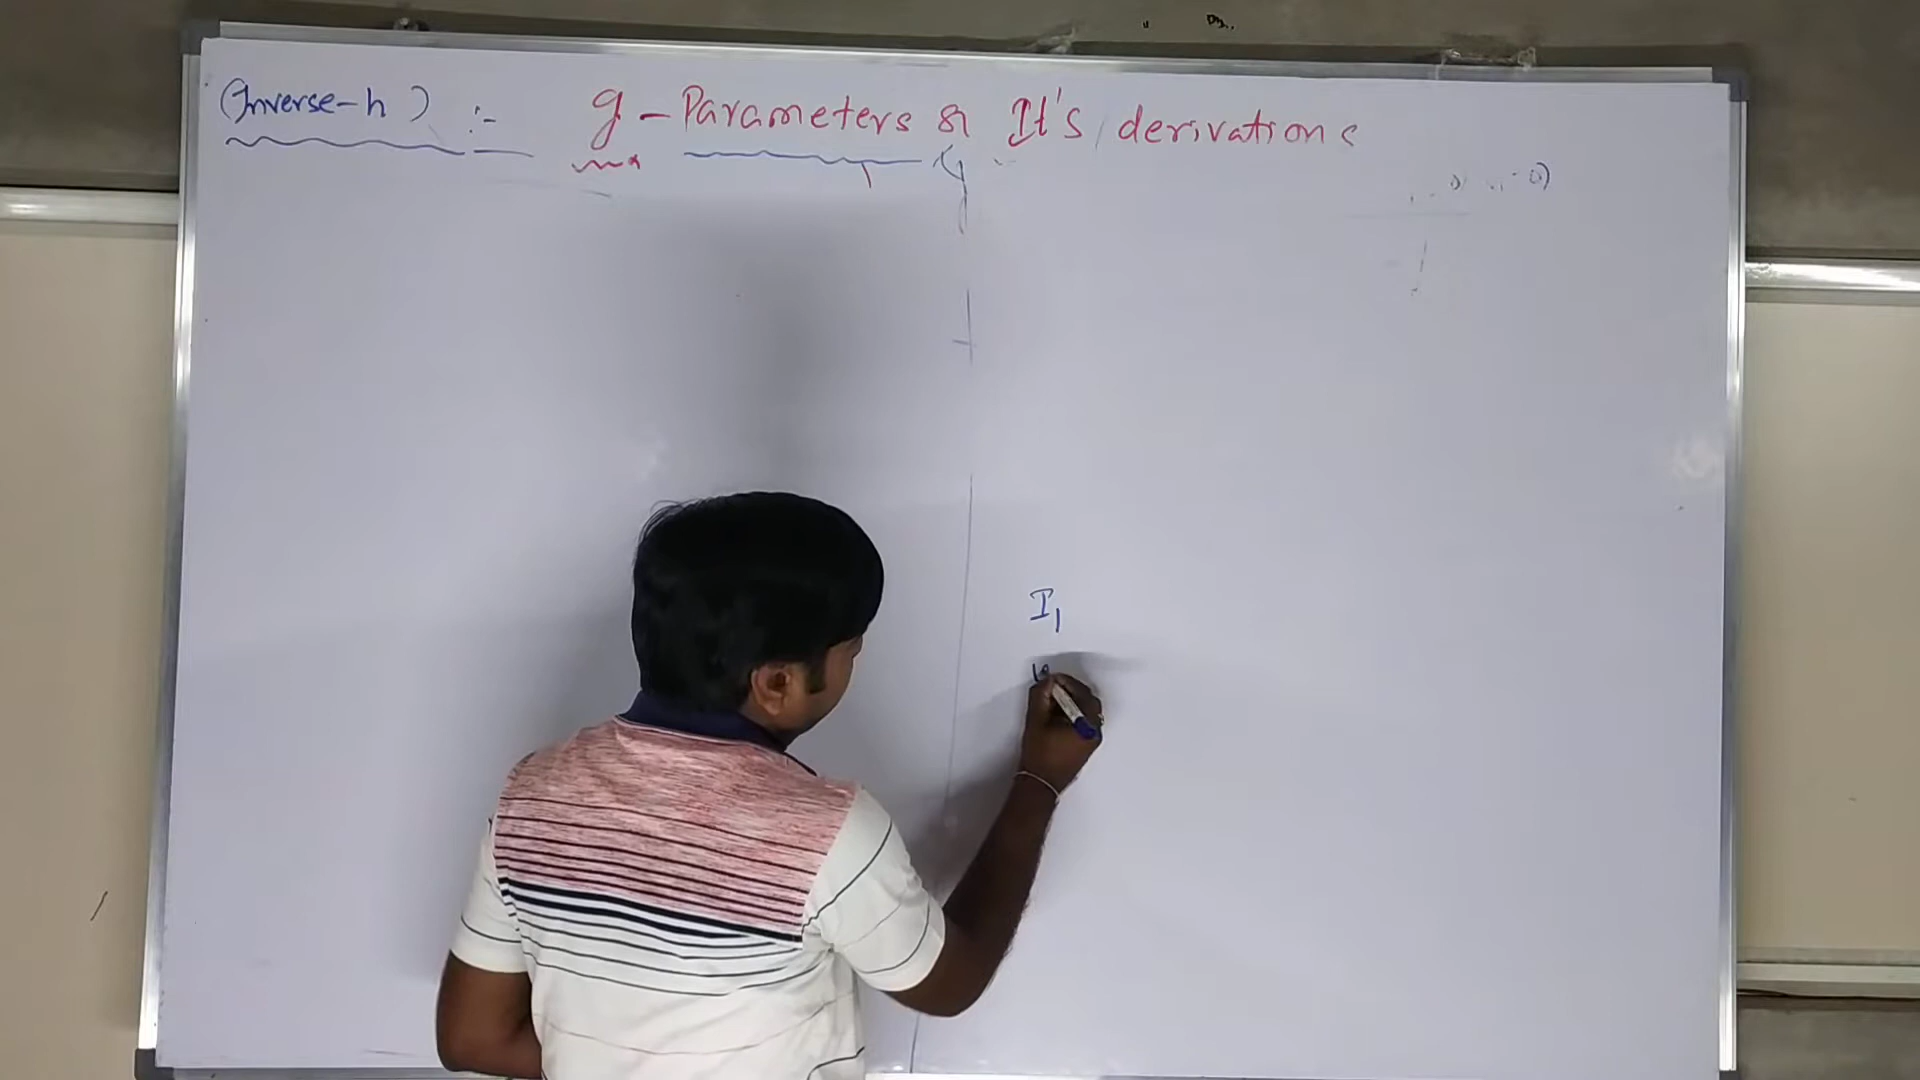 (Inverse-h) :- g-Parameters & It's derivations
I1